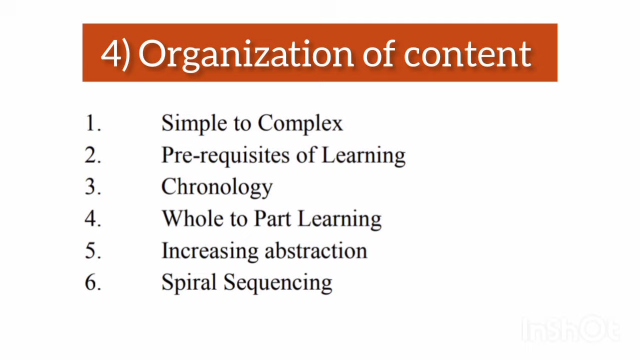 4) Organization of content
1. Simple to Complex
2. Pre-requisites of Learning
3. Chronology
4. Whole to Part Learning
5. Increasing abstraction
6. Spiral Sequencing
InShOt